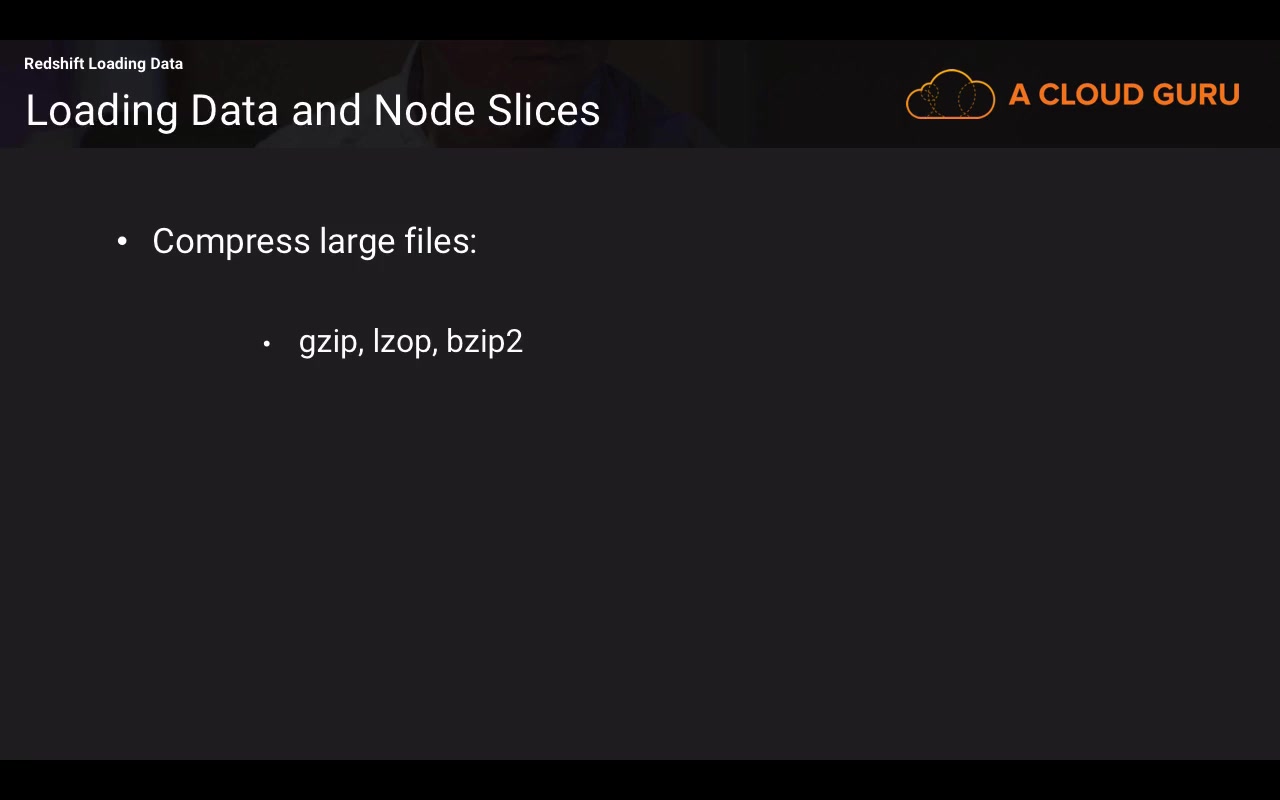 Redshift Loading Data
Loading Data and Node Slices
A CLOUD GURU
• Compress large files:
• gzip, lzop, bzip2